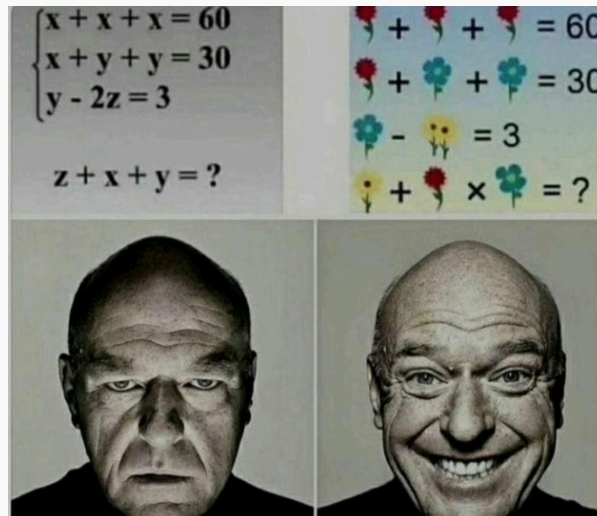 x + x + x = 60
x + y + y = 30
y - 2z = 3
z + x + y = ?
+ + = 60
+ + = 30
- = 3
+ × = ?